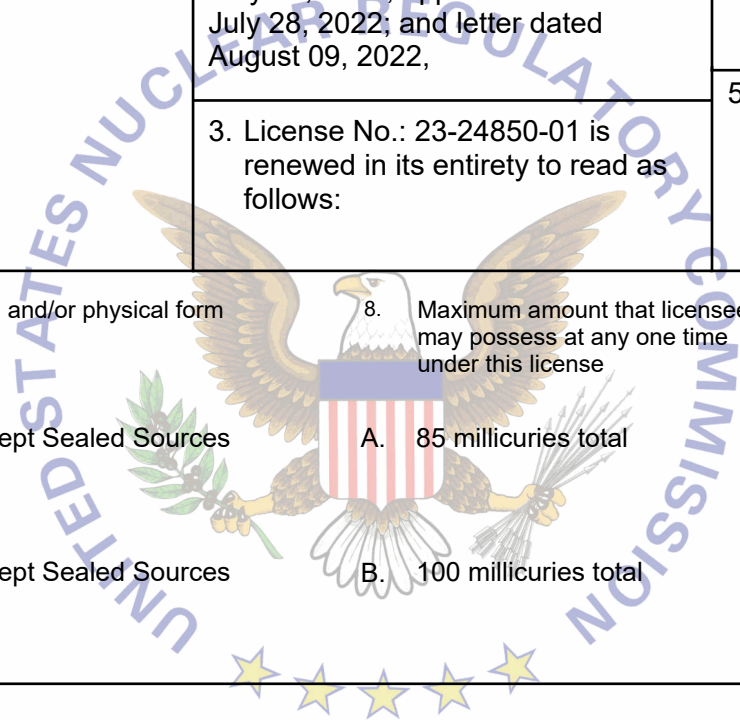 July 28, 2022; and letter dated
August 09, 2022,
5
3. License No.: 23-24850-01 is
renewed in its entirety to read as
follows:
and/or physical form
8. Maximum amount that licensee
may possess at any one time
under this license
ept Sealed Sources
A. 85 millicuries total
ept Sealed Sources
B. 100 millicuries total
UNITED STATES NUCLEAR REGULATORY COMMISSION